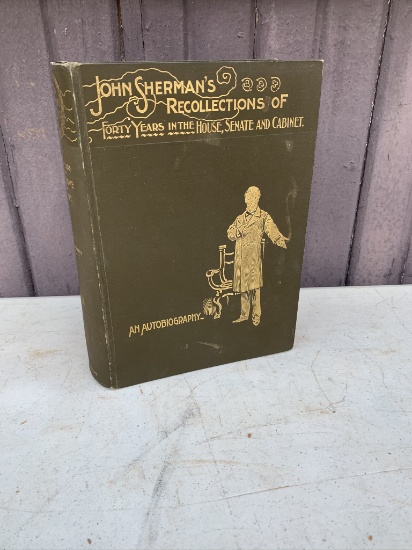 JOHN SHERMAN'S
RECOLLECTIONS OF
FORTY YEARS IN THE HOUSE, SENATE AND CABINET.
AN AUTOBIOGRAPHY